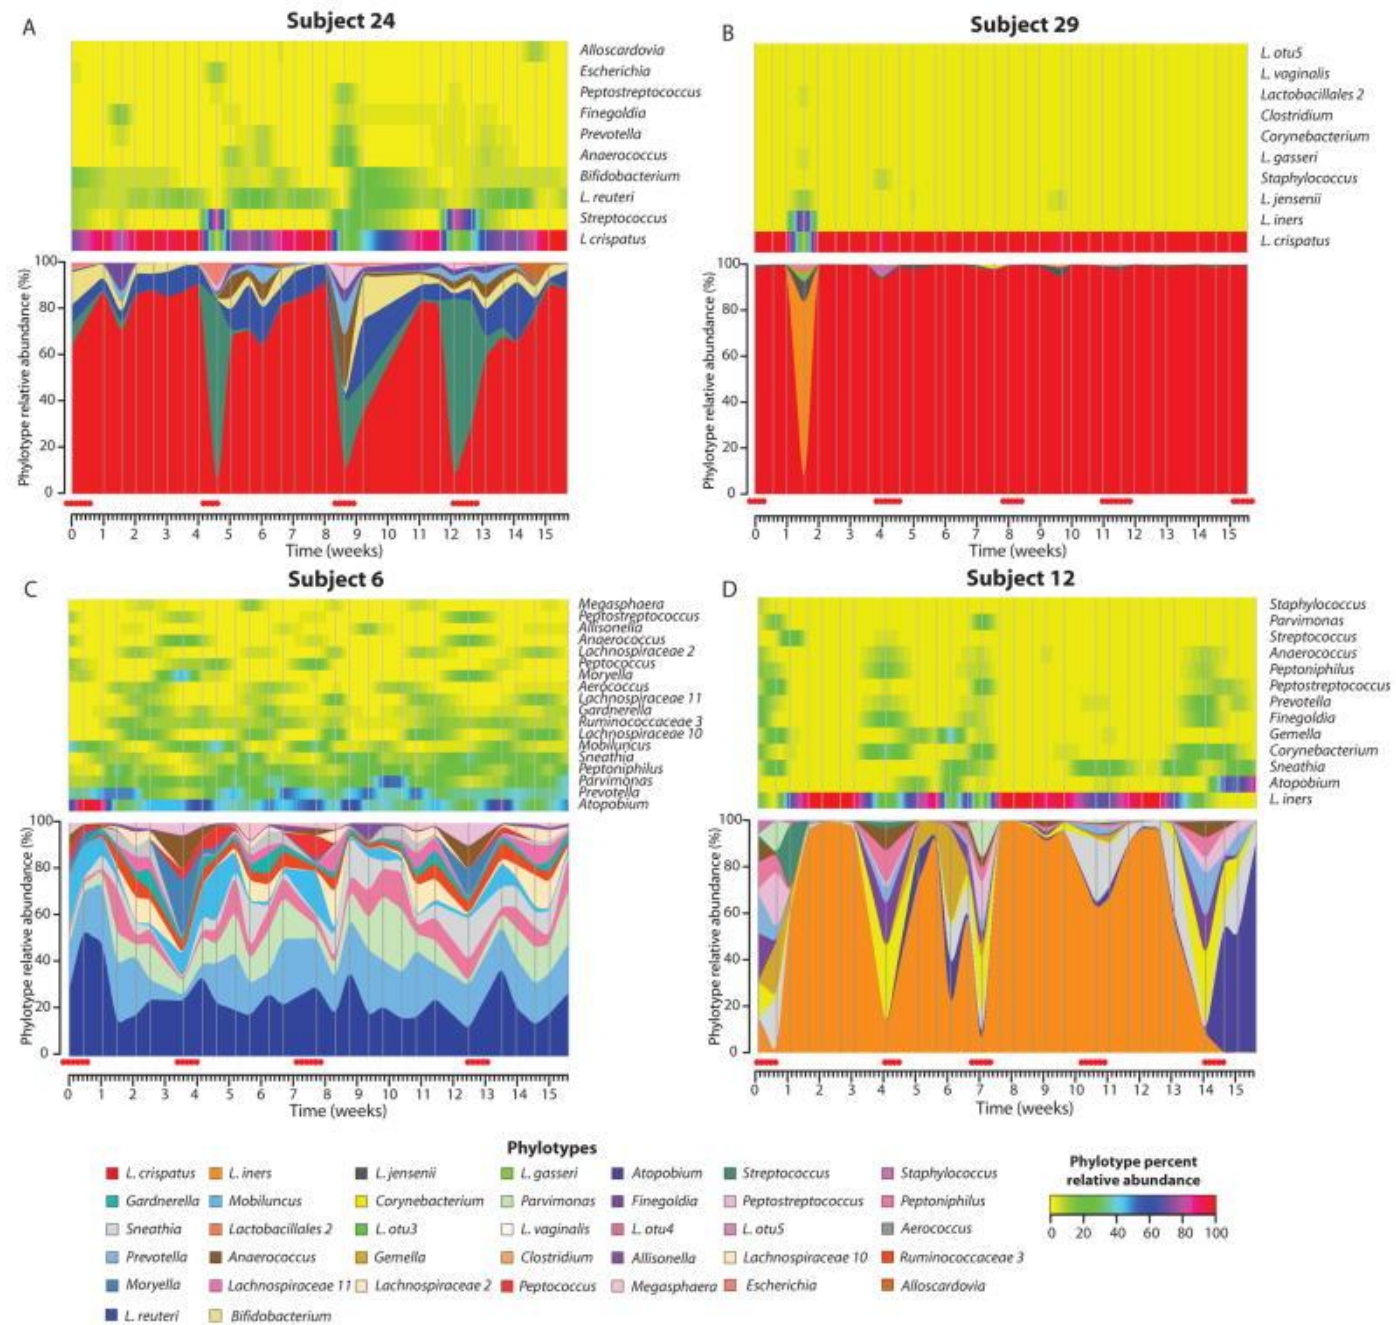 A
Subject 24
Alloscardovia
Escherichia
Peptostreptococcus
Finegoldia
Prevotella
Anaerococcus
Bifidobacterium
L. reuteri
Streptococcus
L crispatus
Phylotype relative abundance (%)
100
80
60
40
20
0
0 1 2 3 4 5 6 7 8 9 10 11 12 13 14 15
Time (weeks)
B
Subject 29
L. otu5
L. vaginalis
Lactobacillales 2
Clostridium
Corynebacterium
L. gasseri
Staphylococcus
L. jensenii
L. iners
L. crispatus
Phylotype relative abundance (%)
100
80
60
40
20
0
0 1 2 3 4 5 6 7 8 9 10 11 12 13 14 15
Time (weeks)
C
Subject 6
Megasphaera
Peptostreptococcus
Allisonella
Anaerococcus
Lachnospiraceae 2
Peptococcus
Moryella
Aerococcus
Lachnospiraceae 11
Gardnerella
Ruminococcaceae 3
Lachnospiraceae 10
Mobiluncus
Sneathia
Peptoniphilus
Parvimonas
Prevotella
Atopobium
Phylotype relative abundance (%)
100
80
60
40
20
0
0 1 2 3 4 5 6 7 8 9 10 11 12 13 14 15
Time (weeks)
D
Subject 12
Staphylococcus
Parvimonas
Streptococcus
Anaerococcus
Peptoniphilus
Peptostreptococcus
Prevotella
Finegoldia
Gemella
Corynebacterium
Sneathia
Atopobium
L. iners
Phylotype relative abundance (%)
100
80
60
40
20
0
0 1 2 3 4 5 6 7 8 9 10 11 12 13 14 15
Time (weeks)
Phylotypes
L. crispatus L. iners L. jensenii L. gasseri Atopobium Streptococcus Staphylococcus
Gardnerella Mobiluncus Corynebacterium Parvimonas Finegoldia Peptostreptococcus Peptoniphilus
Sneathia Lactobacillales 2 L. otu3 L. vaginalis L. otu4 L. otu5 Aerococcus
Prevotella Anaerococcus Gemella Clostridium Allisonella Lachnospiraceae 10 Ruminococcaceae 3
Moryella Lachnospiraceae 11 Lachnospiraceae 2 Peptococcus Megasphaera Escherichia Alloscardovia
L. reuteri Bifidobacterium
Phylotype percent
relative abundance
0 20 40 60 80 100